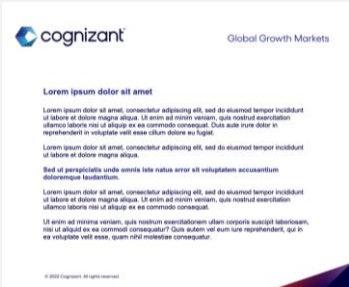 cognizant
Global Growth Markets
Lorem ipsum dolor sit amet
Lorem ipsum dolor sit amet, consectetur adipiscing elit, sed do eiusmod tempor incididunt
ut labore et dolore magna aliqua. Ut enim ad minim veniam, quis nostrud exercitation
ullamco laboris nisi ut aliquip ex ea commodo consequat. Duis aute irure dolor in
reprehenderit in voluptate velit esse cillum dolore eu fugiat.
Lorem ipsum dolor sit amet, consectetur adipiscing elit, sed do eiusmod tempor incididunt
ut labore et dolore magna aliqua.
Sed ut perspiciatis unde omnis iste natus error sit voluptatem accusantium
doloremque laudantium.
Lorem ipsum dolor sit amet, consectetur adipiscing elit, sed do eiusmod tempor incididunt
ut labore et dolore magna aliqua. Ut enim ad minim veniam, quis nostrud exercitation
ullamco laboris nisi ut aliquip ex ea commodo consequat.
Ut enim ad minima veniam, quis nostrum exercitationem ullam corporis suscipit laboriosam,
nisi ut aliquid ex ea commodi consequatur? Quis autem vel eum iure reprehenderit, qui in
ea voluptate velit esse, quam nihil molestiae consequatur.
© 2022 Cognizant. All rights reserved